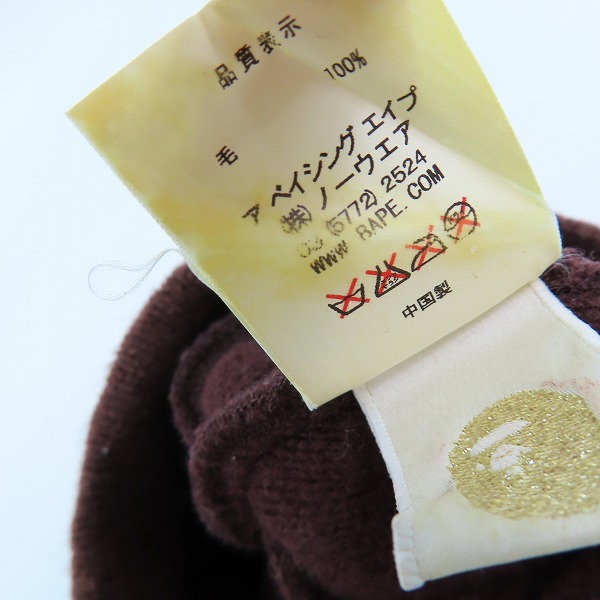 品質表示
毛 100%
ア ベイシング エイプ
(株) ノーウエア
(5772) 2524
WWW. BAPE. COM
中国製